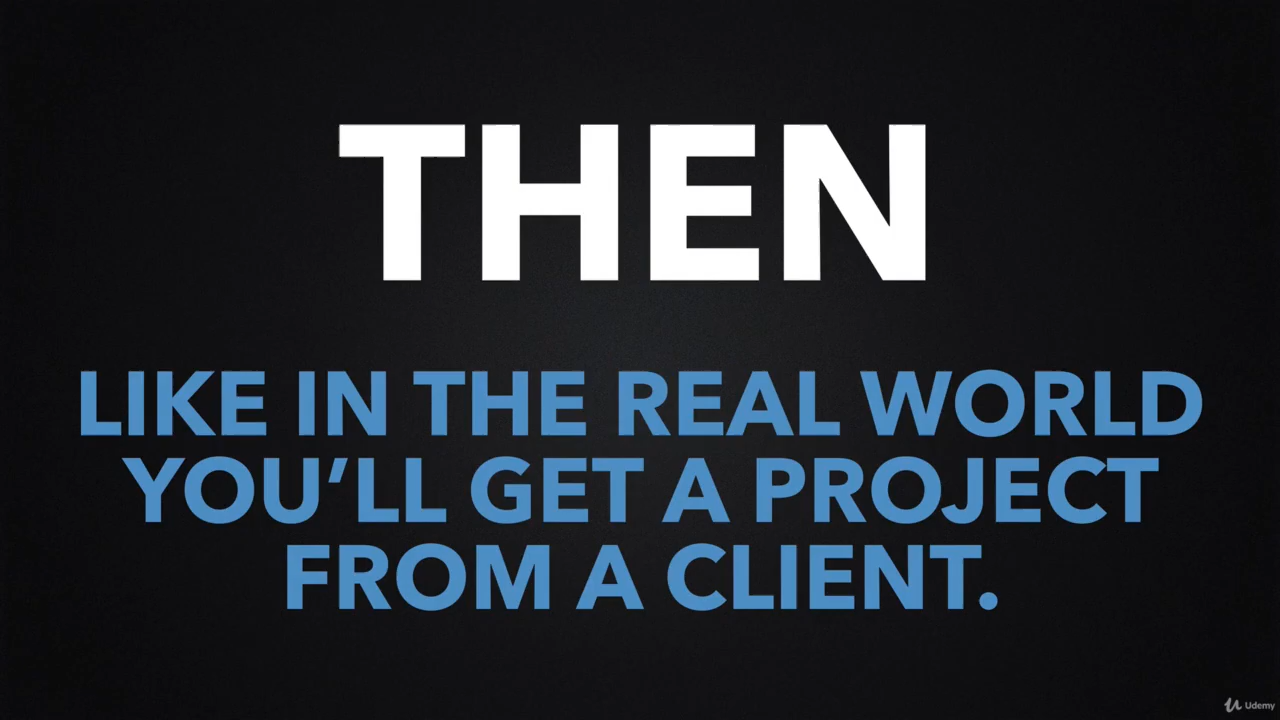 THEN
LIKE IN THE REAL WORLD
YOU’LL GET A PROJECT
FROM A CLIENT.
Udemy